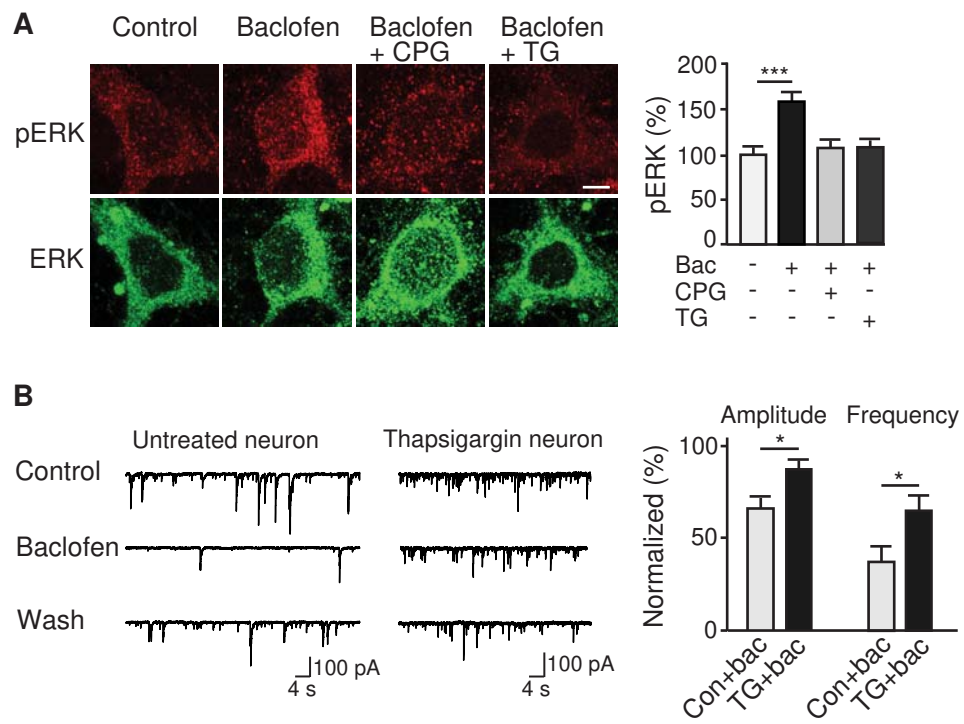 A
Control Baclofen Baclofen + CPG Baclofen + TG
pERK
ERK
pERK (%)
200
150
100
50
0
***
Bac - + + +
CPG - - + -
TG - - - +
B
Untreated neuron Thapsigargin neuron
Control
Baclofen
Wash
100 pA
4 s
100 pA
4 s
Amplitude Frequency
Normalized (%)
100
50
0
*
*
Con+bac TG+bac Con+bac TG+bac